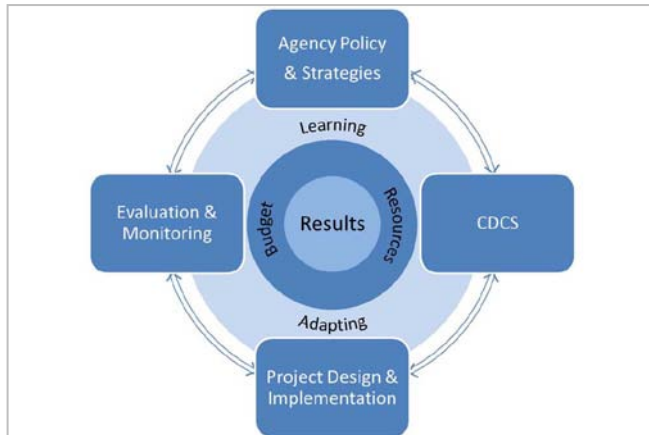 Agency Policy
& Strategies
Learning
Evaluation &
Monitoring
Budget
Results
Resources
CDCS
Adapting
Project Design &
Implementation